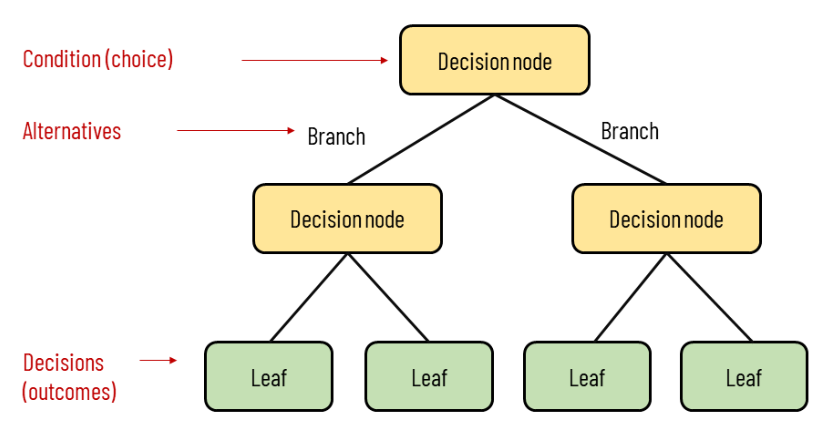 Condition (choice)
Decision node
Alternatives
Branch
Branch
Decision node
Decision node
Decisions
(outcomes)
Leaf
Leaf
Leaf
Leaf